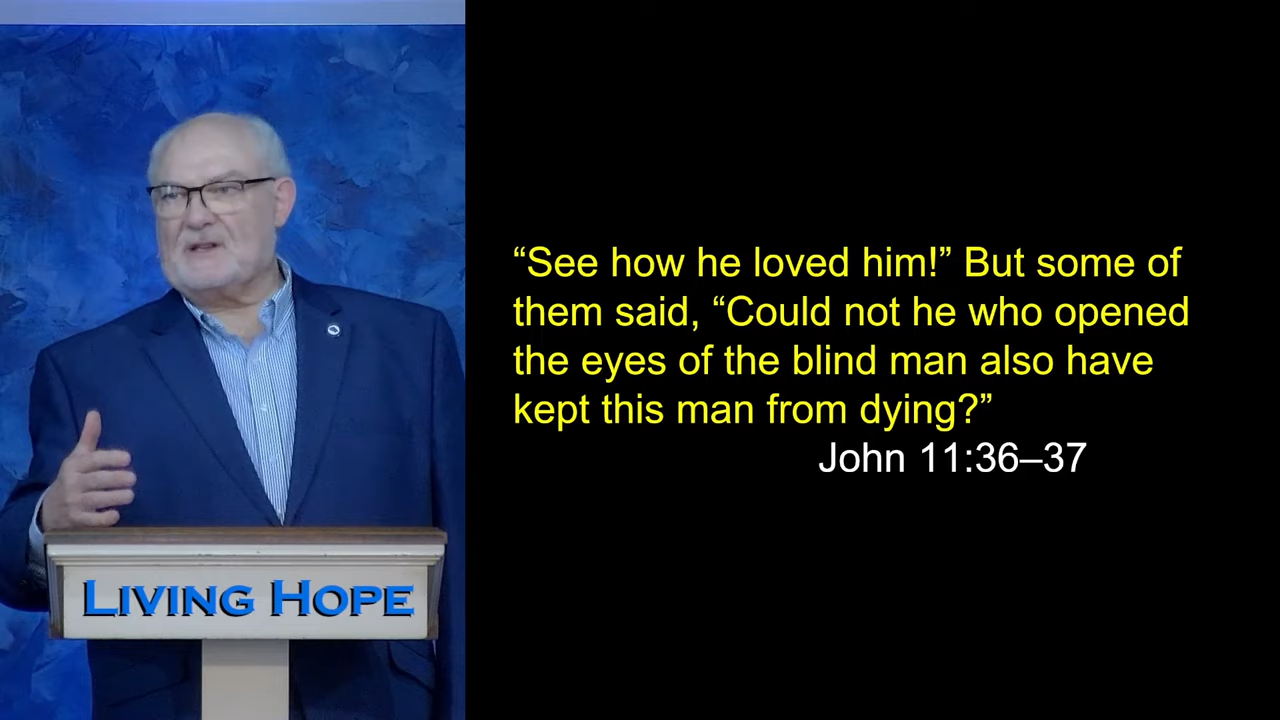 “See how he loved him!” But some of
them said, “Could not he who opened
the eyes of the blind man also have
kept this man from dying?”
John 11:36–37
LIVING HOPE